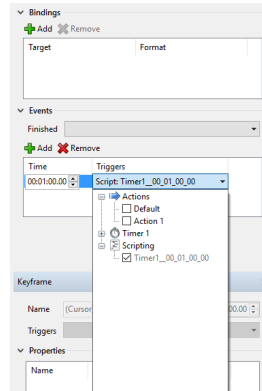 Bindings
Add Remove
Target Format
Events
Finished
Add Remove
Time Triggers
00:01:00.00 Script: Timer1__00_01_00_00
Actions
Default
Action 1
Timer 1
Scripting
Timer1__00_01_00_00
Keyframe
Name (Cursor 00.00
Triggers
Properties
Name